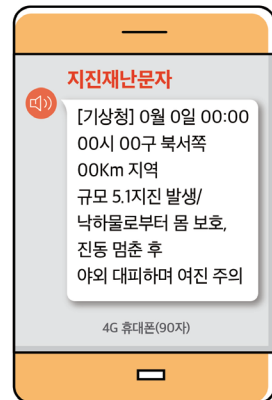 지진재난문자
[기상청] 0월 0일 00:00
00시 00구 북서쪽
00Km 지역
규모 5.1지진 발생/
낙하물로부터 몸 보호,
진동 멈춘 후
야외 대피하며 여진 주의
4G 휴대폰(90자)